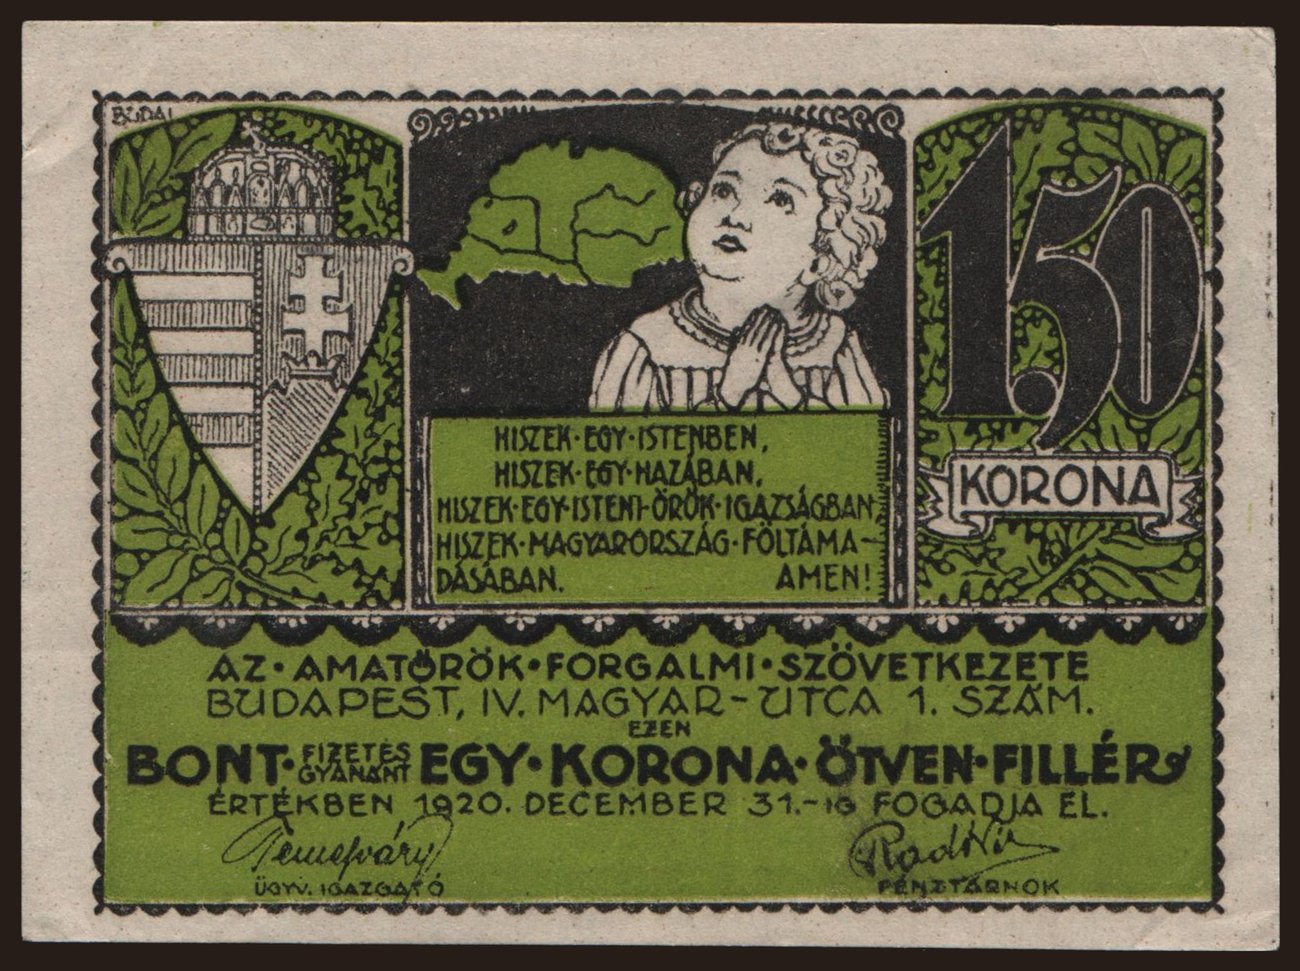 BUDAI
1,50
KORONA
HISZEK·EGY·ISTENBEN,
HISZEK·EGY·HAZÁBAN,
HISZEK·EGY·ISTENI·ÖRÖK·IGAZSÁGBAN
HISZEK·MAGYARORSZÁG·FÖLTÁMA-
DÁSÁBAN. AMEN!
AZ·AMATŐRÖK·FORGALMI·SZÖVETKEZETE
BUDAPEST, IV. MAGYAR-UTCA 1. SZÁM.
EZEN
BONT·FIZETÉS GYANÁNT EGY·KORONA·ÖTVEN·FILLÉR
ÉRTÉKBEN 1920. DECEMBER 31.-IG FOGADJA EL.
Temesváry
ÜGYV. IGAZGATÓ
PÉNZTÁRNOK